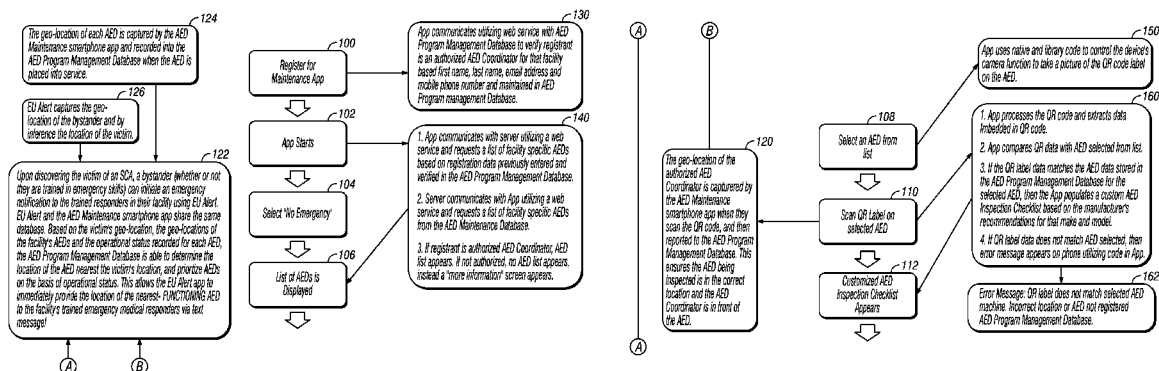 124
The geo-location of each AED is captured by the AED
Maintenance smartphone app and recorded into the
AED Program Management Database when the AED is
placed into service.
126
EU Alert captures the geo-
location of the bystander and by
inference the location of the victim.
122
Upon discovering the victim of an SCA, a bystander (whether or not
they are trained in emergency skills) can initiate an emergency
notification to the trained responders in their facility using EU Alert.
EU Alert and the AED Maintenance smartphone app share the same
database. Based on the victim's geo-location, the geo-locations of
the facility's AEDs and the operational status recorded for each AED,
the AED Program Management Database is able to determine the
location of the AED nearest the victim's location, and prioritize AEDs
on the basis of operational status. This allows the EU Alert app to
immediately provide the location of the nearest- FUNCTIONING AED
to the facility's trained emergency medical responders via text
message!
A
B
100
Register for
Maintenance App
102
App Starts
104
Select "No Emergency"
106
List of AEDs is
Displayed
130
App communicates utilizing web service with AED
Program Management Database to verify registrant
is an authorized AED Coordinator for that facility
based first name, last name, email address and
mobile phone number and maintained in AED
Program management Database.
140
1. App communicates with server utilizing a web
service and requests a list of facility specific AEDs
based on registration data previously entered and
verified in the AED Program Management Database.
2. Server communicates with App utilizing a web
service and requests a list of facility specific AEDs
from the AED Maintenance Database.
3. If registrant is authorized AED Coordinator, AED
list appears. If not authorized, no AED list appears,
instead a "more information" screen appears.
A
A
B
120
The geo-location of the
authorized AED
Coordinator is capturered by
the AED Maintenance
smartphone app when they
scan the QR code, and then
reported to the AED Program
Management Database. This
ensures the AED being
inspected is in the correct
location and the AED
Coordinator is in front of
the AED.
108
Select an AED from
list
110
Scan QR Label on
selected AED
112
Customized AED
Inspection Checklist
Appears
150
App uses native and library code to control the device's
camera function to take a picture of the QR code label
on the AED.
160
1. App processes the QR code and extracts data
Imbedded in QR code.
2. App compares QR data with AED selected from list.
3. If the QR label data matches the AED data stored in
the AED Program Management Database for the
selected AED, then the App populates a custom AED
Inspection Checklist based on the manufacturer's
recommendations for that make and model.
4. If QR label data does not match AED selected, then
error message appears on phone utilizing code in App.
162
Error Message: QR label does not match selected AED
machine. Incorrect location or AED not registered
AED Program Management Database.